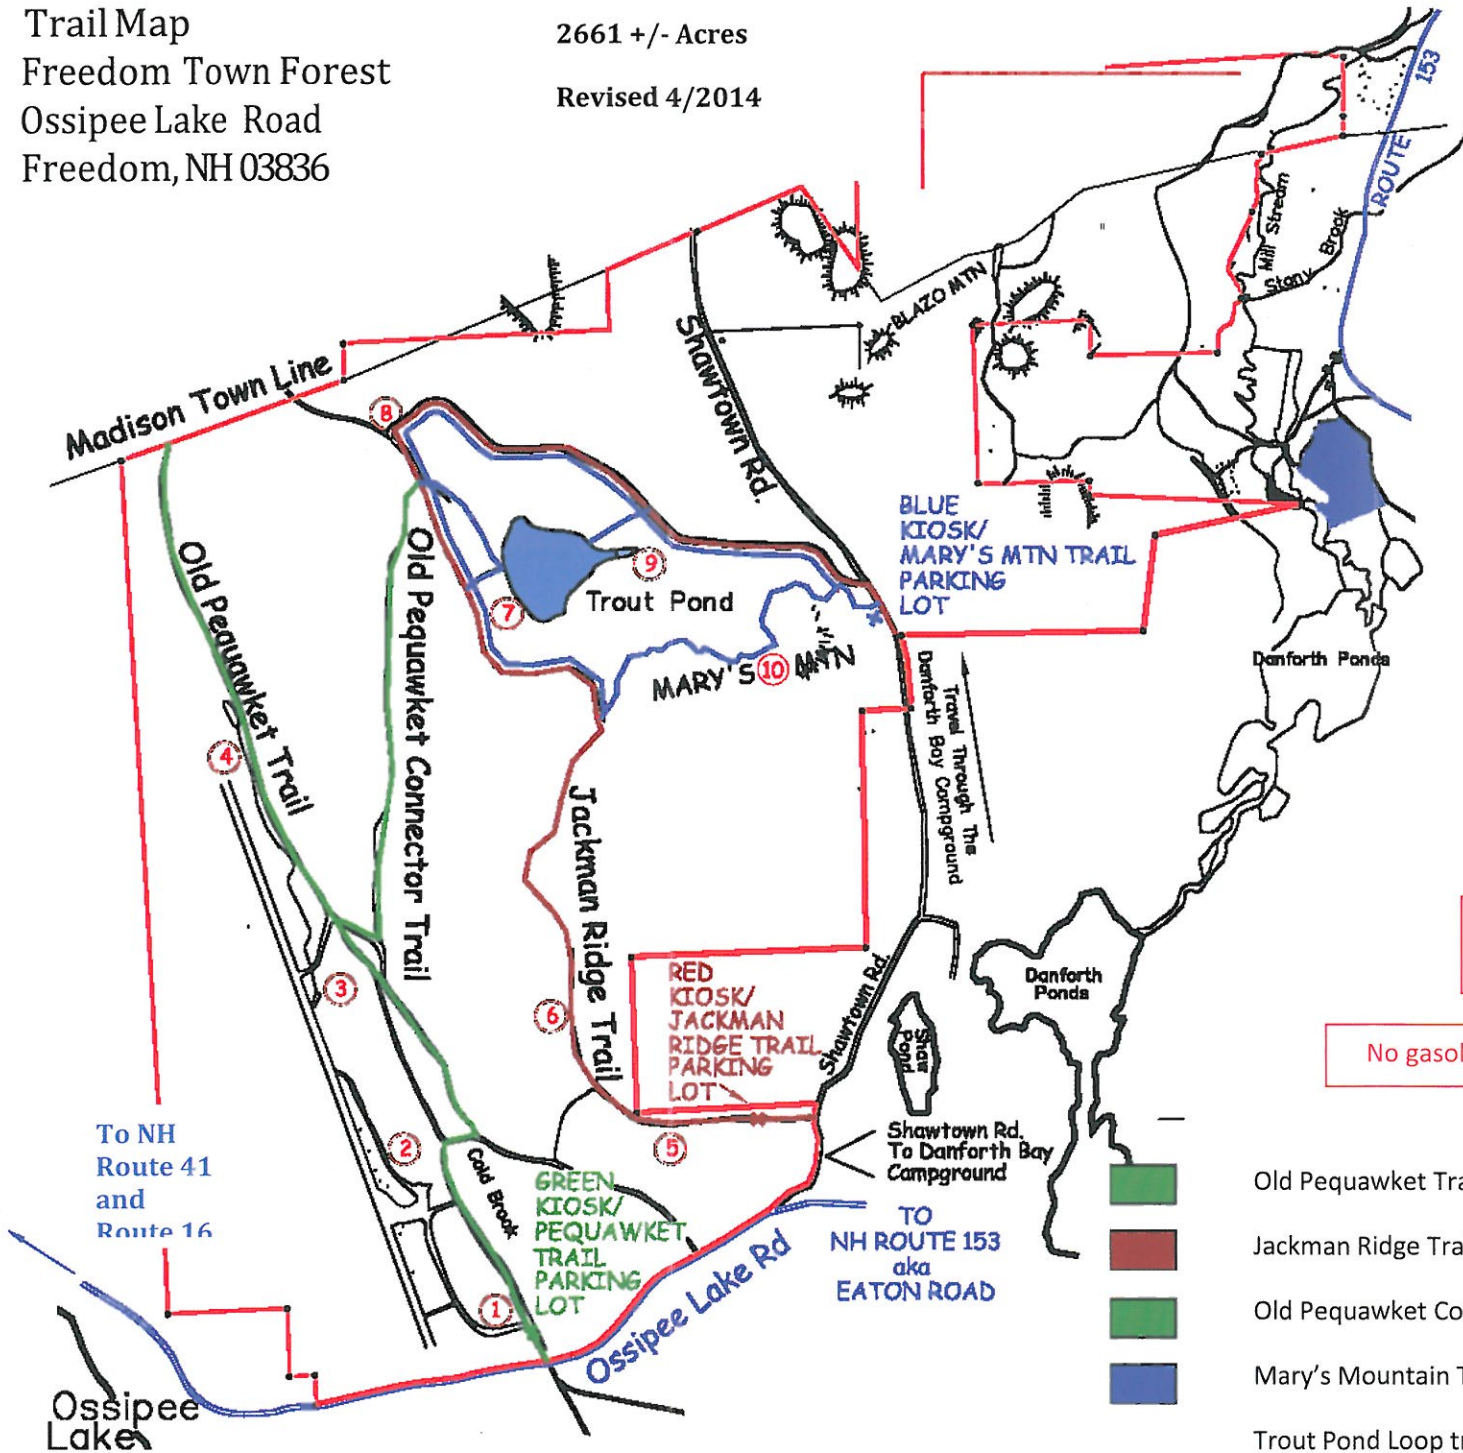 Trail Map
Freedom Town Forest
Ossipee Lake Road
Freedom, NH 03836
2661 +/- Acres
Revised 4/2014
153
ROUTE
Mill Stream
Stony Brook
BLAZO MTN
Shawtown Rd.
Madison Town Line
8
Old Pequawket Trail
Old Pequawket Connector Trail
9
7
Trout Pond
BLUE
KIOSK/
MARY'S MTN TRAIL
PARKING
LOT
MARY'S 10 MTN
Danforth Ponds
Travel Through The
Danforth Bay Campground
4
Jackman Ridge Trail
3
6
RED
KIOSK/
JACKMAN
RIDGE TRAIL
PARKING
LOT
Shawtown Rd.
Shaw
Pond
Danforth
Ponds
No gasol
To NH
Route 41
and
Route 16
2
5
Cold Brook
GREEN
KIOSK/
PEQUAWKET
TRAIL
PARKING
LOT
1
Shawtown Rd.
To Danforth Bay
Campground
TO
NH ROUTE 153
aka
EATON ROAD
Ossipee Lake Rd
Ossipee
Lake
Old Pequawket Tra
Jackman Ridge Tra
Old Pequawket Co
Mary's Mountain T
Trout Pond Loop tr